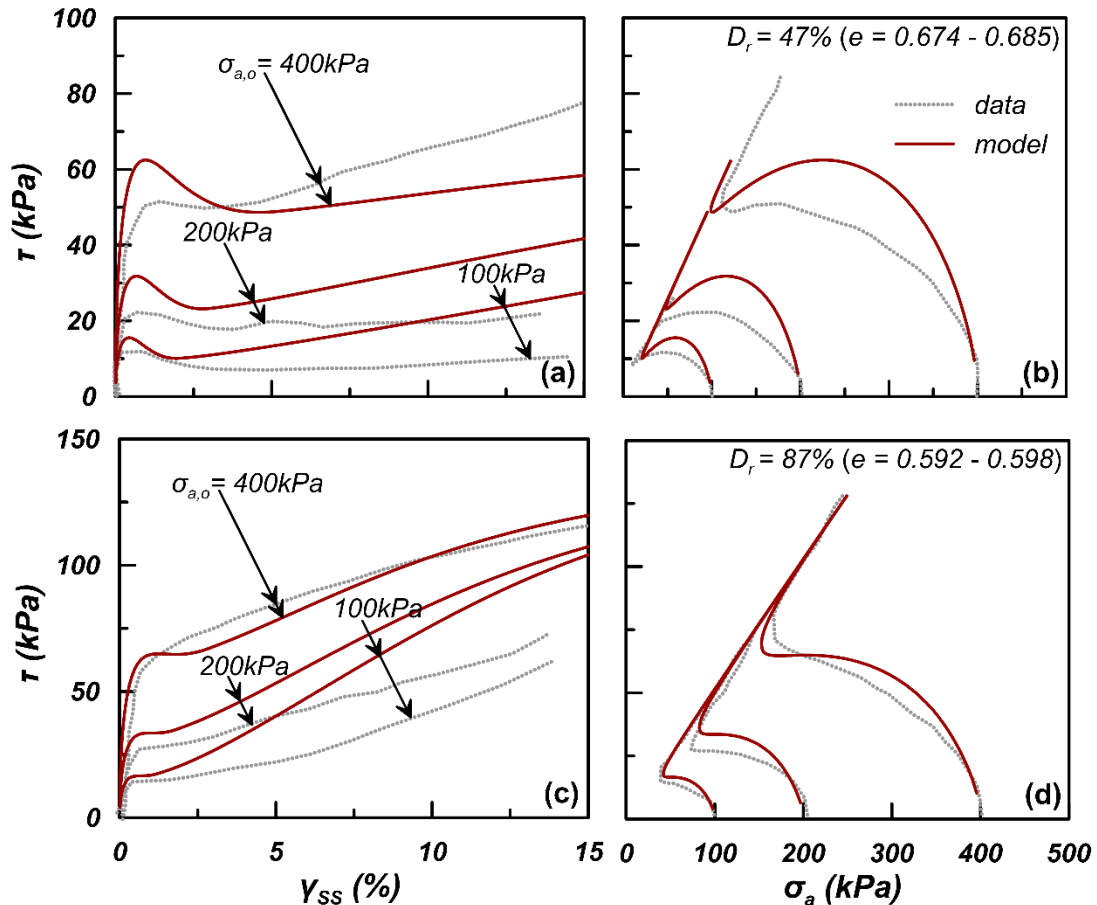 100
80
60
40
20
0
τ (kPa)
σa,o = 400kPa
200kPa
100kPa
(a)
Dr = 47% (e = 0.674 - 0.685)
data
model
(b)
150
100
50
0
τ (kPa)
σa,o = 400kPa
100kPa
200kPa
(c)
0
5
10
15
γSS (%)
Dr = 87% (e = 0.592 - 0.598)
(d)
0
100
200
300
400
500
σa (kPa)